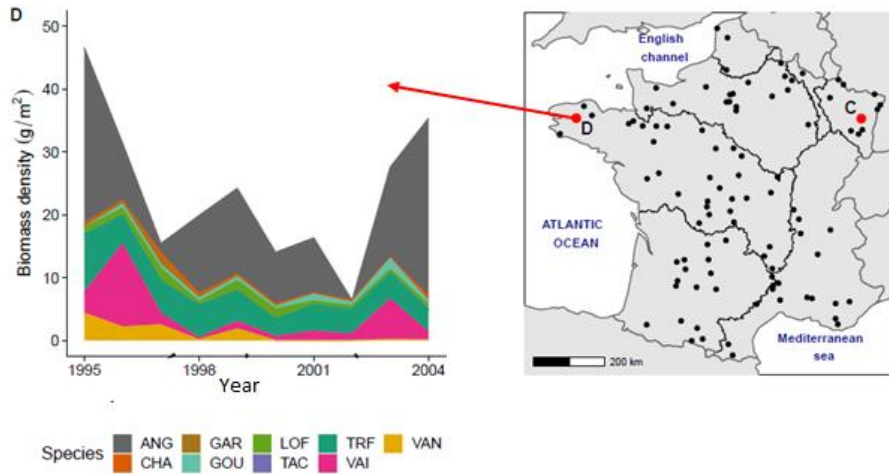 D
Biomass density (g/m²)
50
40
30
20
10
0
1995
1998
2001
2004
Year
Species
ANG
GAR
LOF
TRF
VAN
CHA
GOU
TAC
VAI
English
channel
C
D
ATLANTIC
OCEAN
Mediterranean
sea
200 km